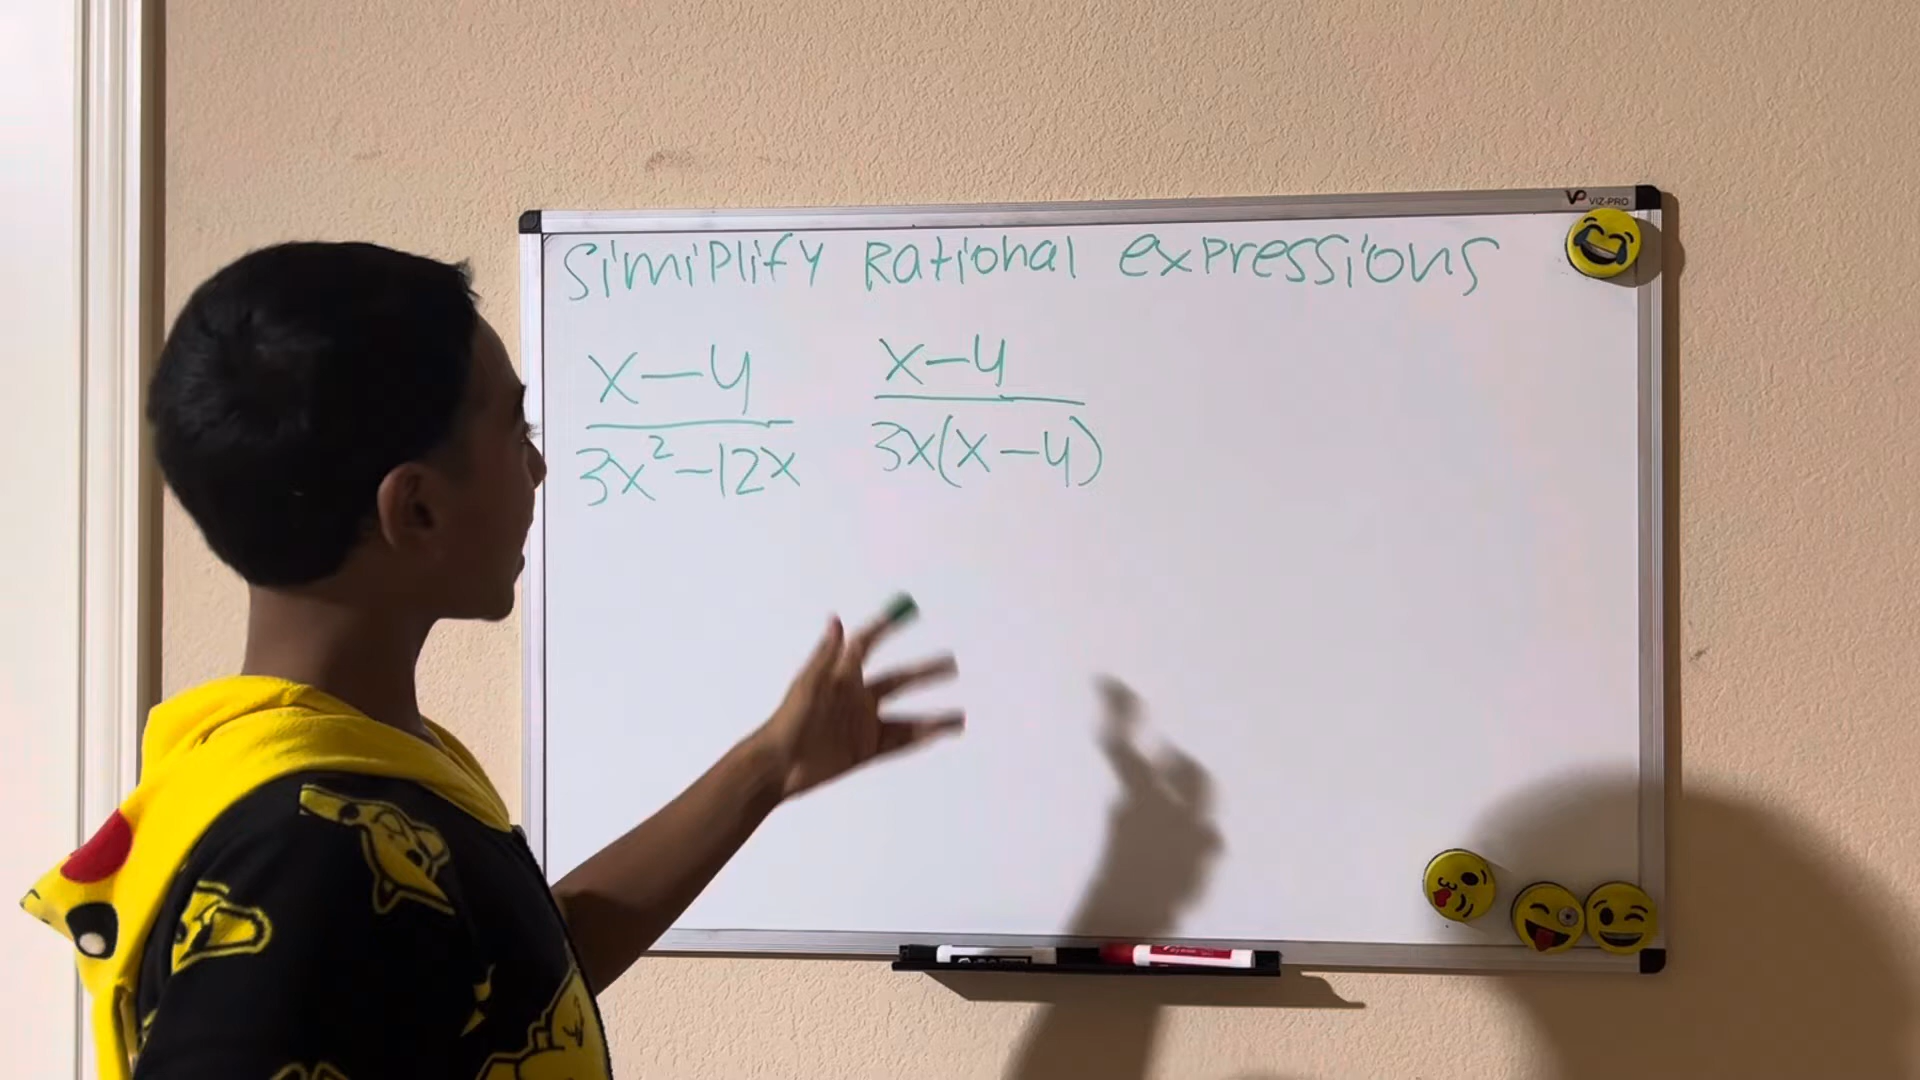 VP VIZ-PRO
Simiplify Rational expressions
x-4
3x²-12x
x-4
3x(x-4)